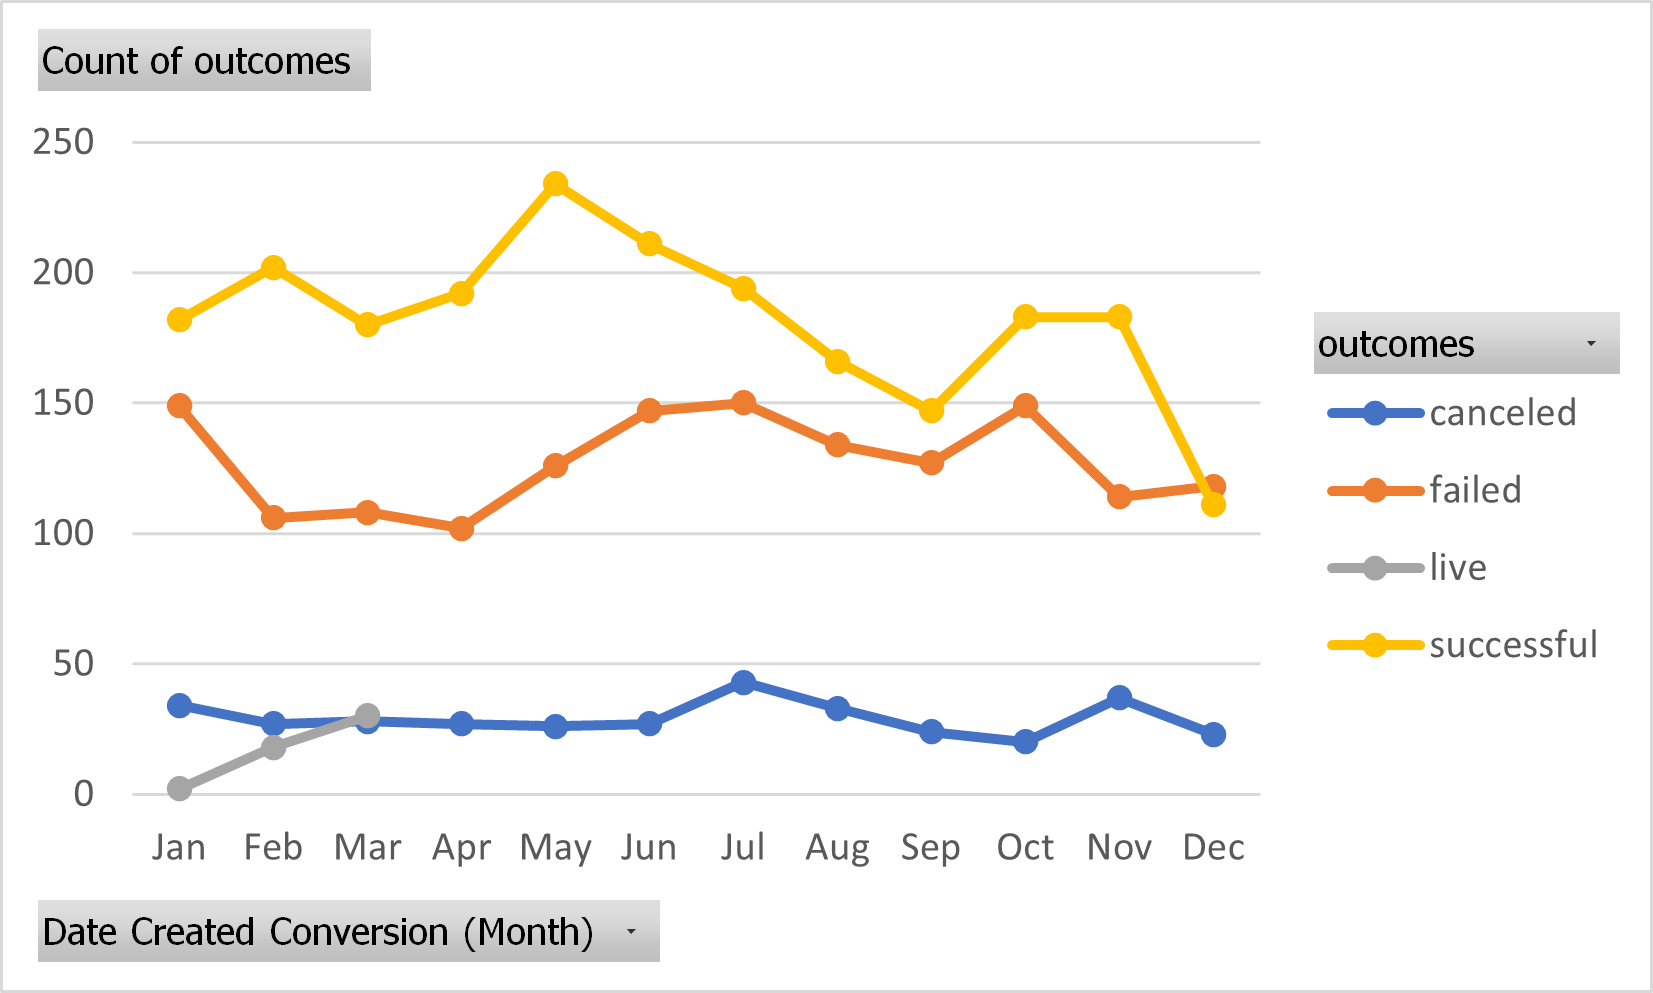 Count of outcomes
250
200
150
100
50
0
Jan Feb Mar Apr May Jun Jul Aug Sep Oct Nov Dec
Date Created Conversion (Month)
outcomes
canceled
failed
live
successful